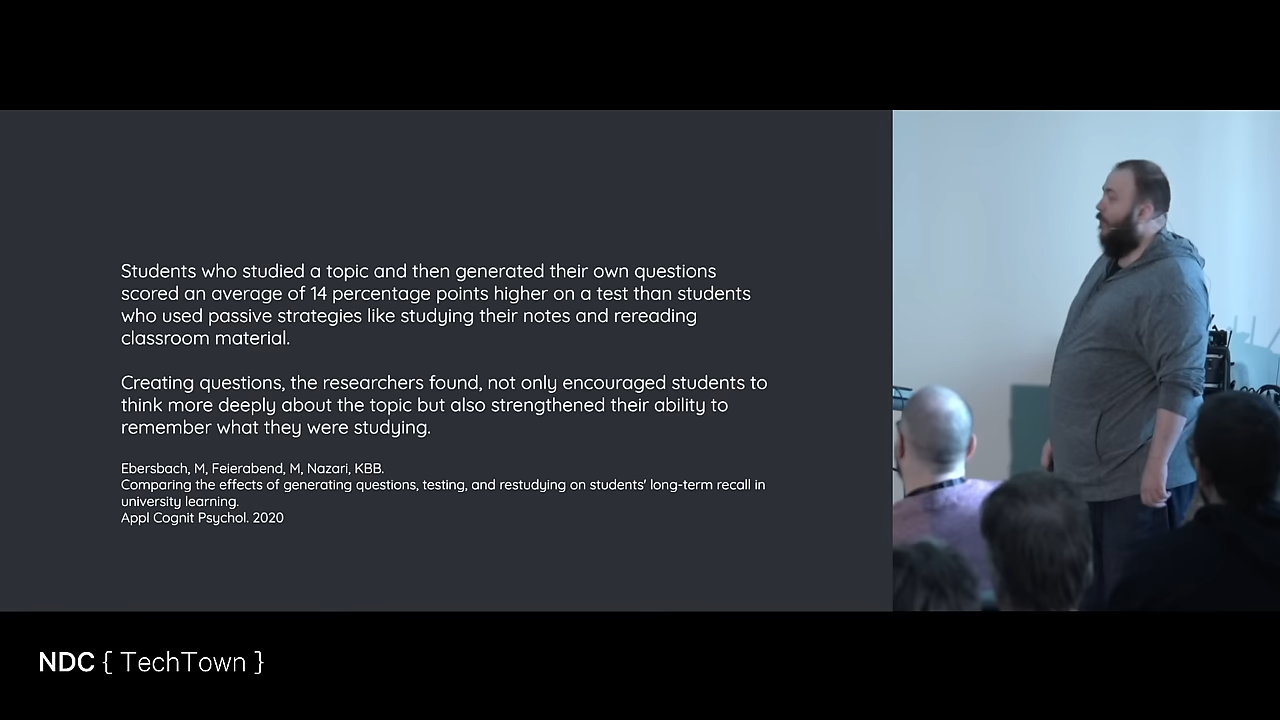 Students who studied a topic and then generated their own questions
scored an average of 14 percentage points higher on a test than students
who used passive strategies like studying their notes and rereading
classroom material.
Creating questions, the researchers found, not only encouraged students to
think more deeply about the topic but also strengthened their ability to
remember what they were studying.
Ebersbach, M, Feierabend, M, Nazari, KBB.
Comparing the effects of generating questions, testing, and restudying on students' long-term recall in
university learning.
Appl Cognit Psychol. 2020
NDC { TechTown }